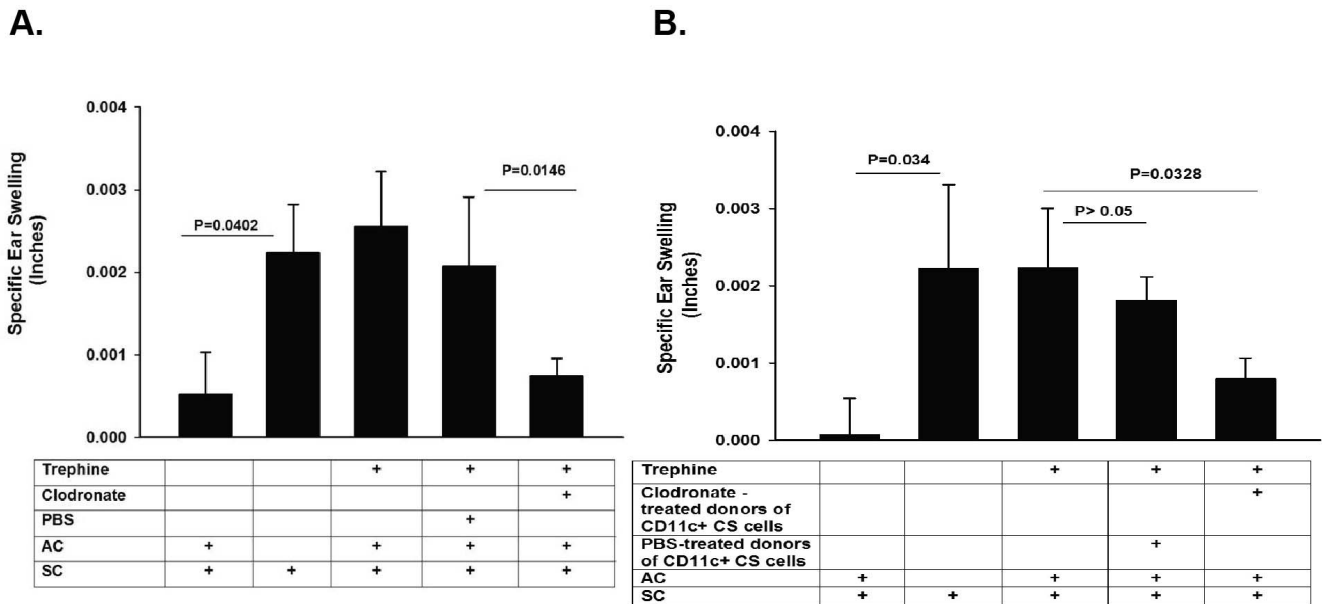 A.
B.
0.004
0.003
0.002
0.001
0.000
Specific Ear Swelling
(Inches)
P=0.0402
P=0.0146
Trephine + + +
Clodronate +
PBS +
AC + + + +
SC + + + + +
0.004
0.003
0.002
0.001
0.000
Specific Ear Swelling
(Inches)
P=0.034
P=0.0328
P> 0.05
Trephine + + +
Clodronate -
treated donors of
CD11c+ CS cells
+
PBS-treated donors
of CD11c+ CS cells
+
AC + + + +
SC + + + + +